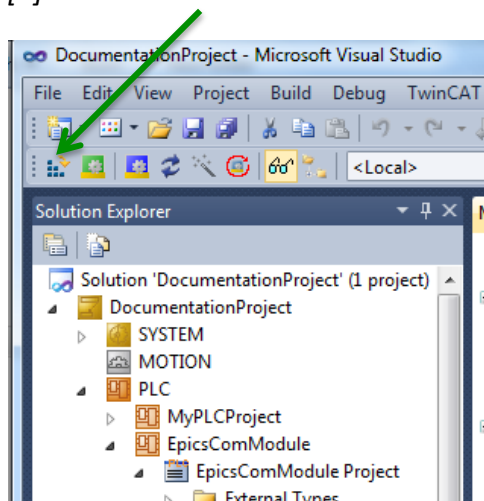 DocumentationProject - Microsoft Visual Studio
File Edit View Project Build Debug TwinCAT
<Local>
Solution Explorer
Solution 'DocumentationProject' (1 project)
DocumentationProject
SYSTEM
MOTION
PLC
MyPLCProject
EpicsComModule
EpicsComModule Project
External Types